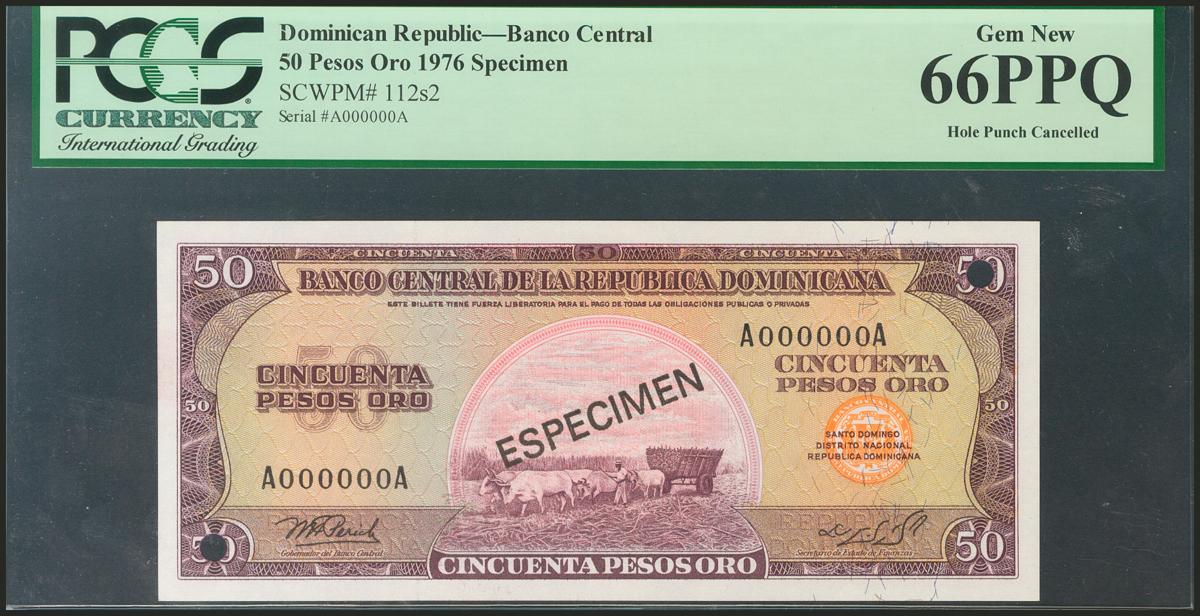 PCGS
CURRENCY
International Grading
Dominican Republic—Banco Central
50 Pesos Oro 1976 Specimen
SCWPM# 112s2
Serial #A000000A
Gem New
66PPQ
Hole Punch Cancelled
CINCUENTA 50 CINCUENTA
50
BANCO CENTRAL DE LA REPUBLICA DOMINICANA
ESTE BILLETE TIENE FUERZA LIBERATORIA PARA EL PAGO DE TODAS LAS OBLIGACIONES PUBLICAS O PRIVADAS
A000000A
50
CINCUENTA
PESOS ORO
CINCUENTA
PESOS ORO
ESPECIMEN
50
50
SANTO DOMINGO
DISTRITO NACIONAL
REPUBLICA DOMINICANA
A000000A
Gobernador del Banco Central
Secretario de Estado de Finanzas
50
CINCUENTA PESOS ORO